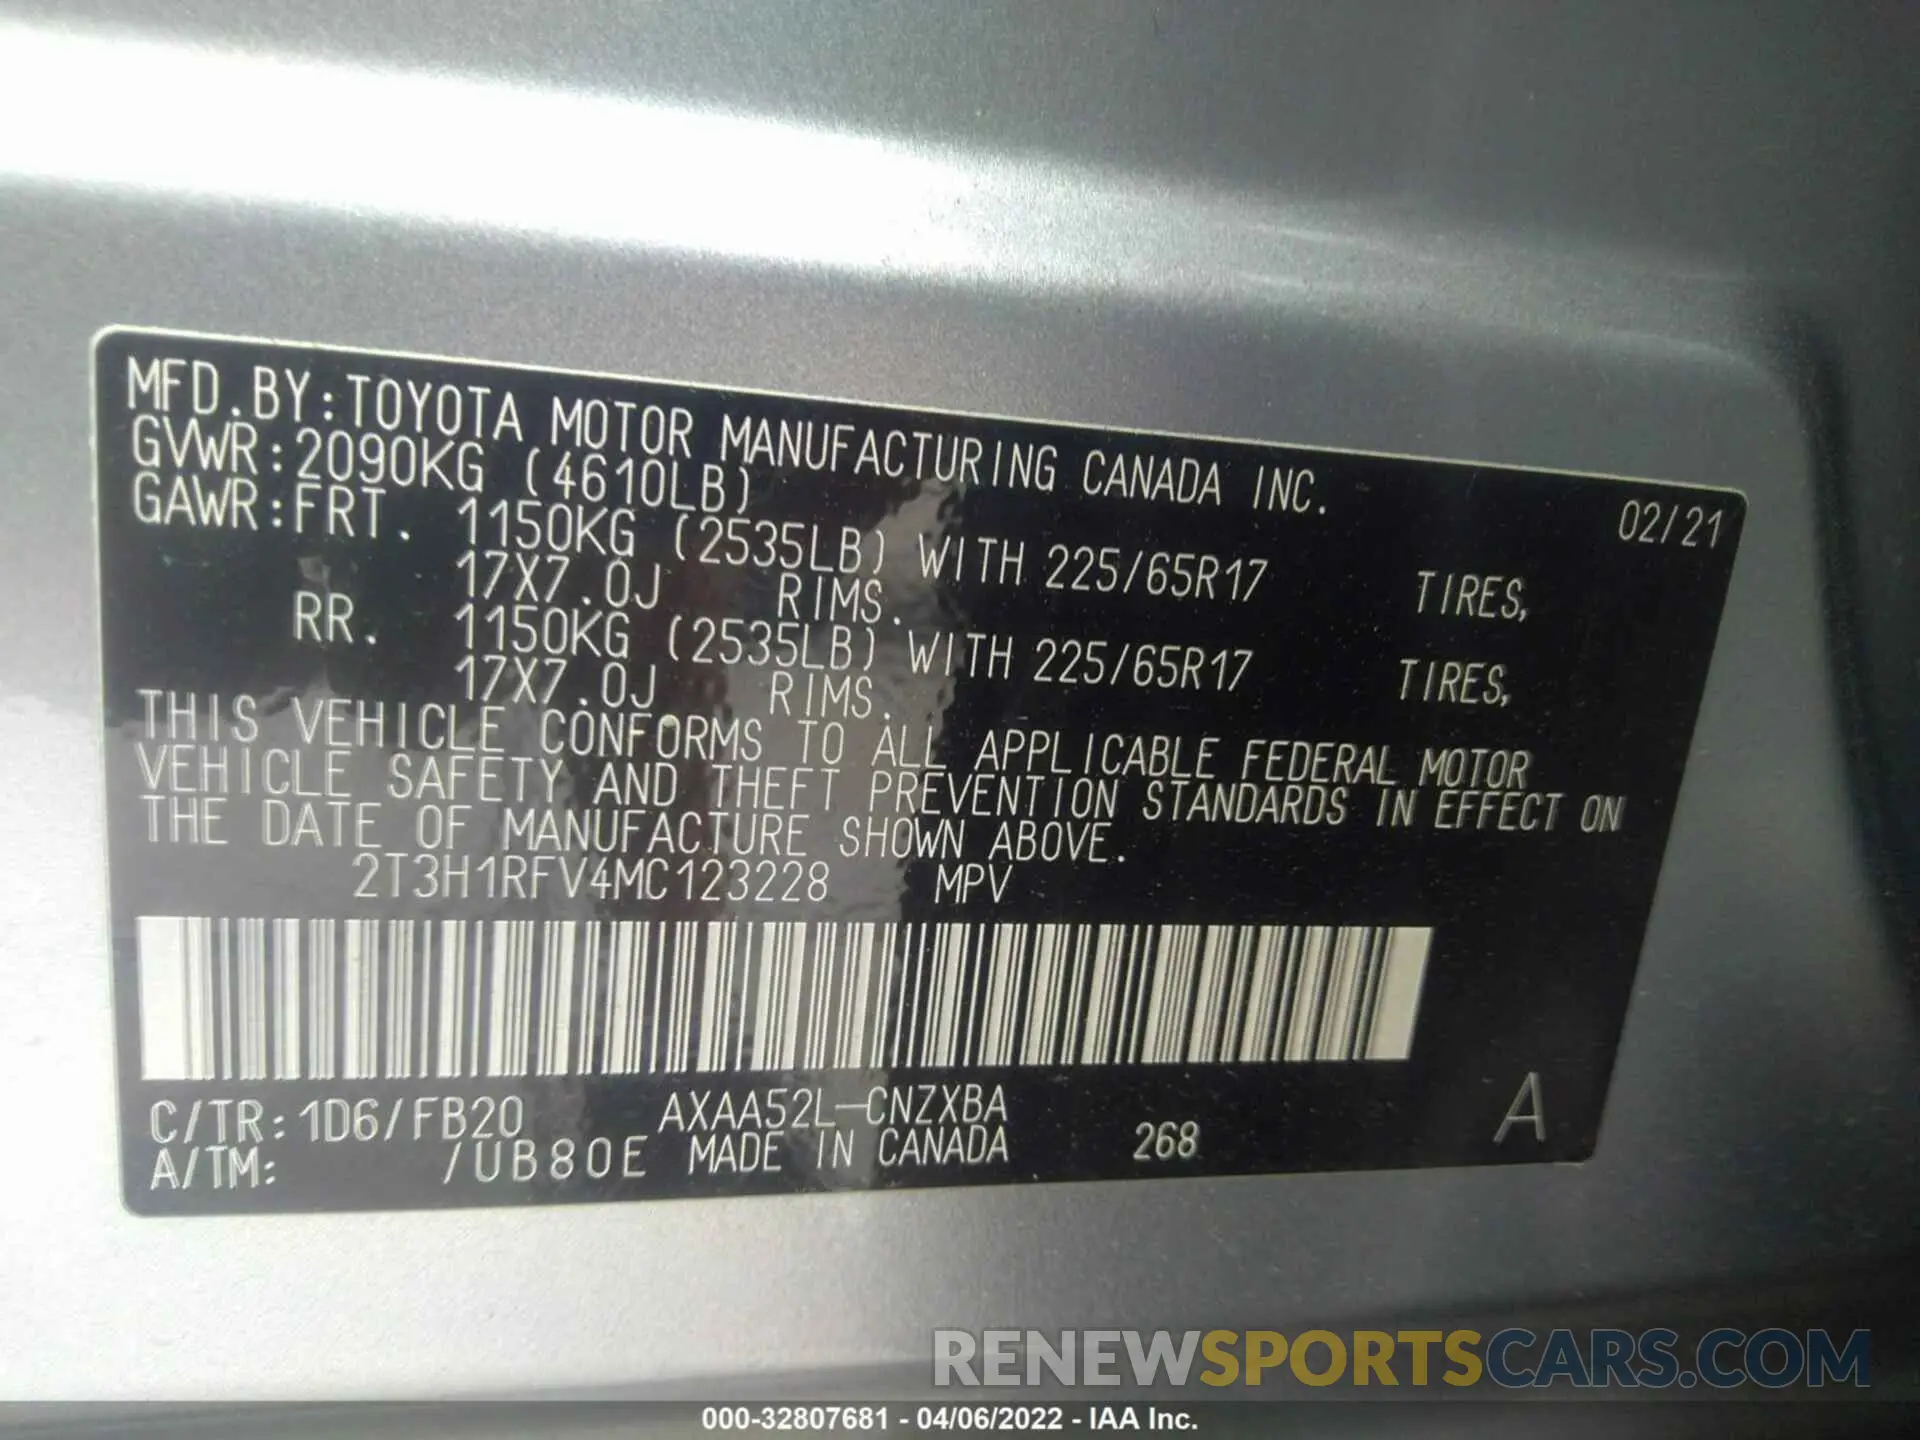 MFD.BY:TOYOTA MOTOR MANUFACTURING CANADA INC.
GVWR:2090KG (4610LB) 02/21
GAWR:FRT. 1150KG (2535LB) WITH 225/65R17 TIRES,
17X7.0J RIMS.
RR. 1150KG (2535LB) WITH 225/65R17 TIRES,
17X7.0J RIMS.
THIS VEHICLE CONFORMS TO ALL APPLICABLE FEDERAL MOTOR
VEHICLE SAFETY AND THEFT PREVENTION STANDARDS IN EFFECT ON
THE DATE OF MANUFACTURE SHOWN ABOVE.
2T3H1RFV4MC123228 MPV
C/TR:1D6/FB20 AXAA52L-CNZXBA A
A/TM: /UB80E MADE IN CANADA 268
RENEWSPORTSCARS.COM
000-32807681 - 04/06/2022 - IAA Inc.